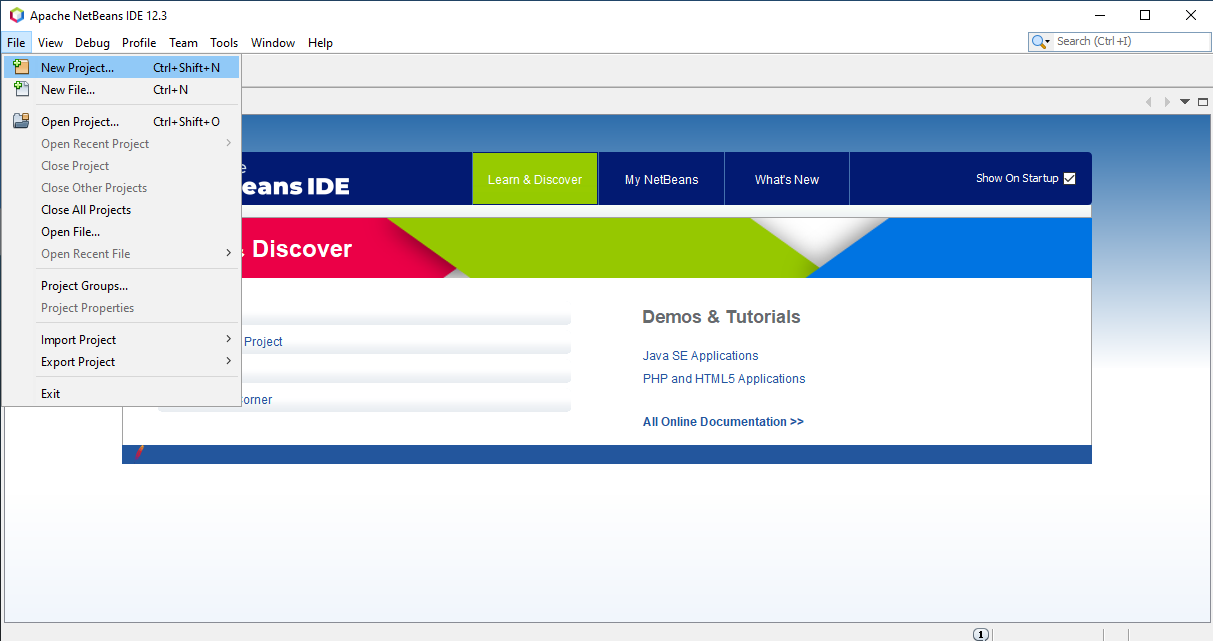 Apache NetBeans IDE 12.3
File View Debug Profile Team Tools Window Help
Search (Ctrl+I)
New Project... Ctrl+Shift+N
New File... Ctrl+N
Open Project... Ctrl+Shift+O
Open Recent Project
Close Project
Close Other Projects
Close All Projects
Open File...
Open Recent File
Project Groups...
Project Properties
Import Project
Export Project
Exit
eans IDE
Learn & Discover
My NetBeans
What's New
Show On Startup
& Discover
Project
orner
Demos & Tutorials
Java SE Applications
PHP and HTML5 Applications
All Online Documentation >>
1